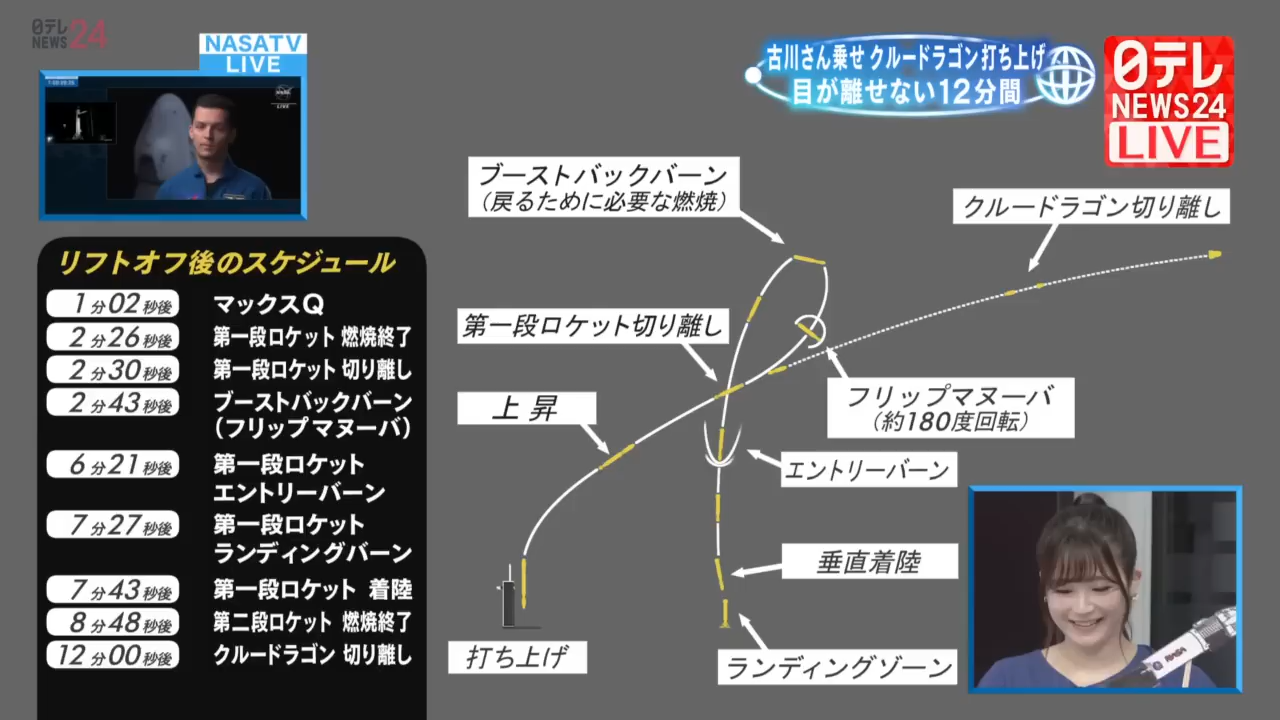 日テレ
NEWS24
NASATV
LIVE
古川さん乗せ クルードラゴン打ち上げ
目が離せない12分間
日テレ
NEWS24
LIVE
リフトオフ後のスケジュール
1分02秒後 マックスQ
2分26秒後 第一段ロケット 燃焼終了
2分30秒後 第一段ロケット 切り離し
2分43秒後 ブーストバックバーン
（フリップマヌーバ）
6分21秒後 第一段ロケット
エントリーバーン
7分27秒後 第一段ロケット
ランディングバーン
7分43秒後 第一段ロケット 着陸
8分48秒後 第二段ロケット 燃焼終了
12分00秒後 クルードラゴン 切り離し
ブーストバックバーン
（戻るために必要な燃焼）
クルードラゴン切り離し
第一段ロケット切り離し
フリップマヌーバ
（約180度回転）
上昇
エントリーバーン
垂直着陸
打ち上げ
ランディングゾーン